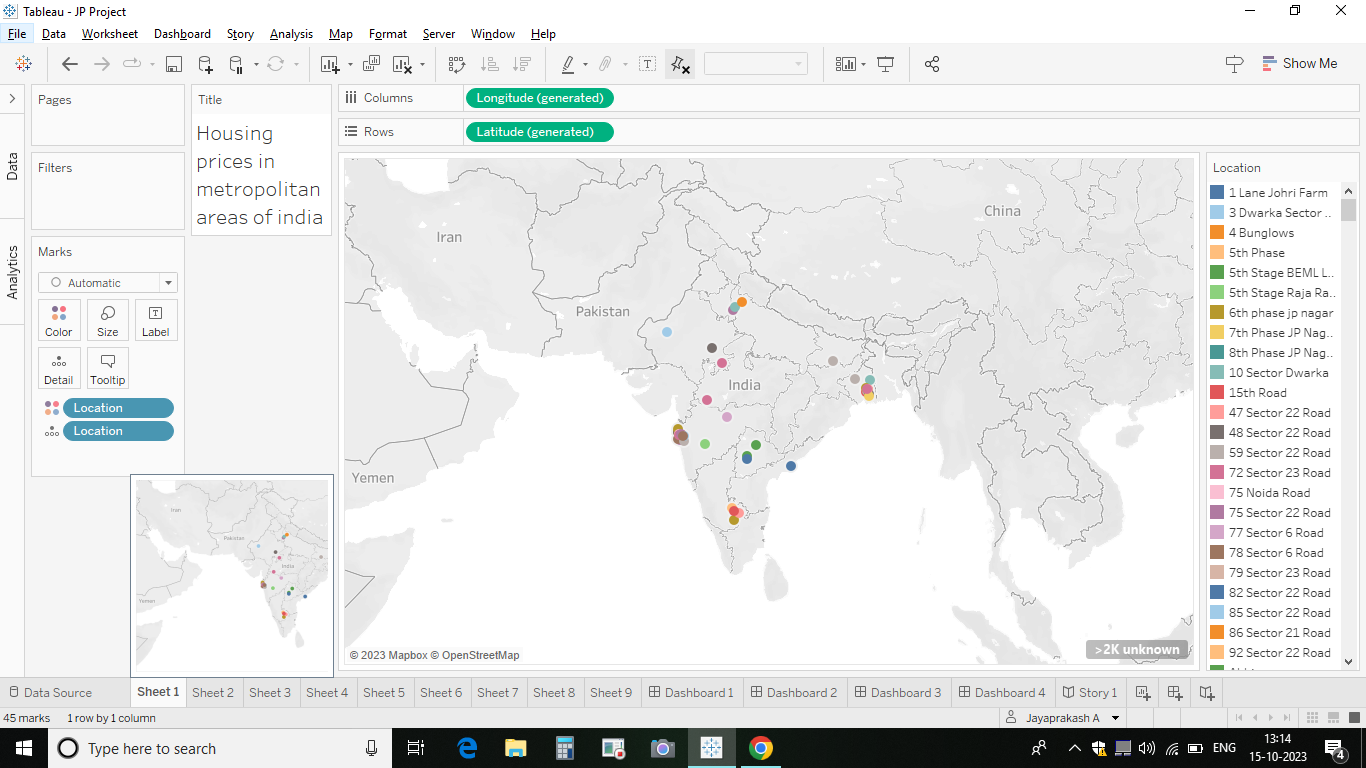 Tableau - JP Project
File Data Worksheet Dashboard Story Analysis Map Format Server Window Help
Show Me
Data
Analytics
Pages
Filters
Marks
Automatic
Color Size Label
Detail Tooltip
Location
Location
Title
Housing
prices in
metropolitan
areas of india
Columns Longitude (generated)
Rows Latitude (generated)
Iran
China
Pakistan
India
Yemen
© 2023 Mapbox © OpenStreetMap
>2K unknown
Location
1 Lane Johri Farm
3 Dwarka Sector ..
4 Bunglows
5th Phase
5th Stage BEML L..
5th Stage Raja Ra..
6th phase jp nagar
7th Phase JP Nag..
8th Phase JP Nag..
10 Sector Dwarka
15th Road
47 Sector 22 Road
48 Sector 22 Road
59 Sector 22 Road
72 Sector 23 Road
75 Noida Road
75 Sector 22 Road
77 Sector 6 Road
78 Sector 6 Road
79 Sector 23 Road
82 Sector 22 Road
85 Sector 22 Road
86 Sector 21 Road
92 Sector 22 Road
Iran
Pakistan
India
Yemen
Data Source Sheet 1 Sheet 2 Sheet 3 Sheet 4 Sheet 5 Sheet 6 Sheet 7 Sheet 8 Sheet 9 Dashboard 1 Dashboard 2 Dashboard 3 Dashboard 4 Story 1
45 marks 1 row by 1 column Jayaprakash A
Type here to search
ENG
13:14
15-10-2023
4